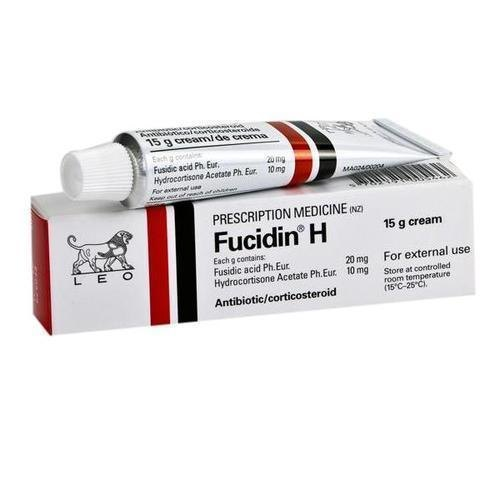 Antibiotic/corticosteroid
Antibiótico/corticosteroide
15 g cream/de crema
Each g contains:
Fusidic acid Ph. Eur. 20 mg
Hydrocortisone Acetate Ph. Eur. 10 mg
For external use
Keep out of reach of children
MA024/00204
PRESCRIPTION MEDICINE (NZ)
Fucidin® H
15 g cream
Each g contains:
Fusidic acid Ph.Eur. 20 mg
Hydrocortisone Acetate Ph.Eur. 10 mg
Antibiotic/corticosteroid
For external use
Store at controlled
room temperature
(15°C–25°C).
LEO